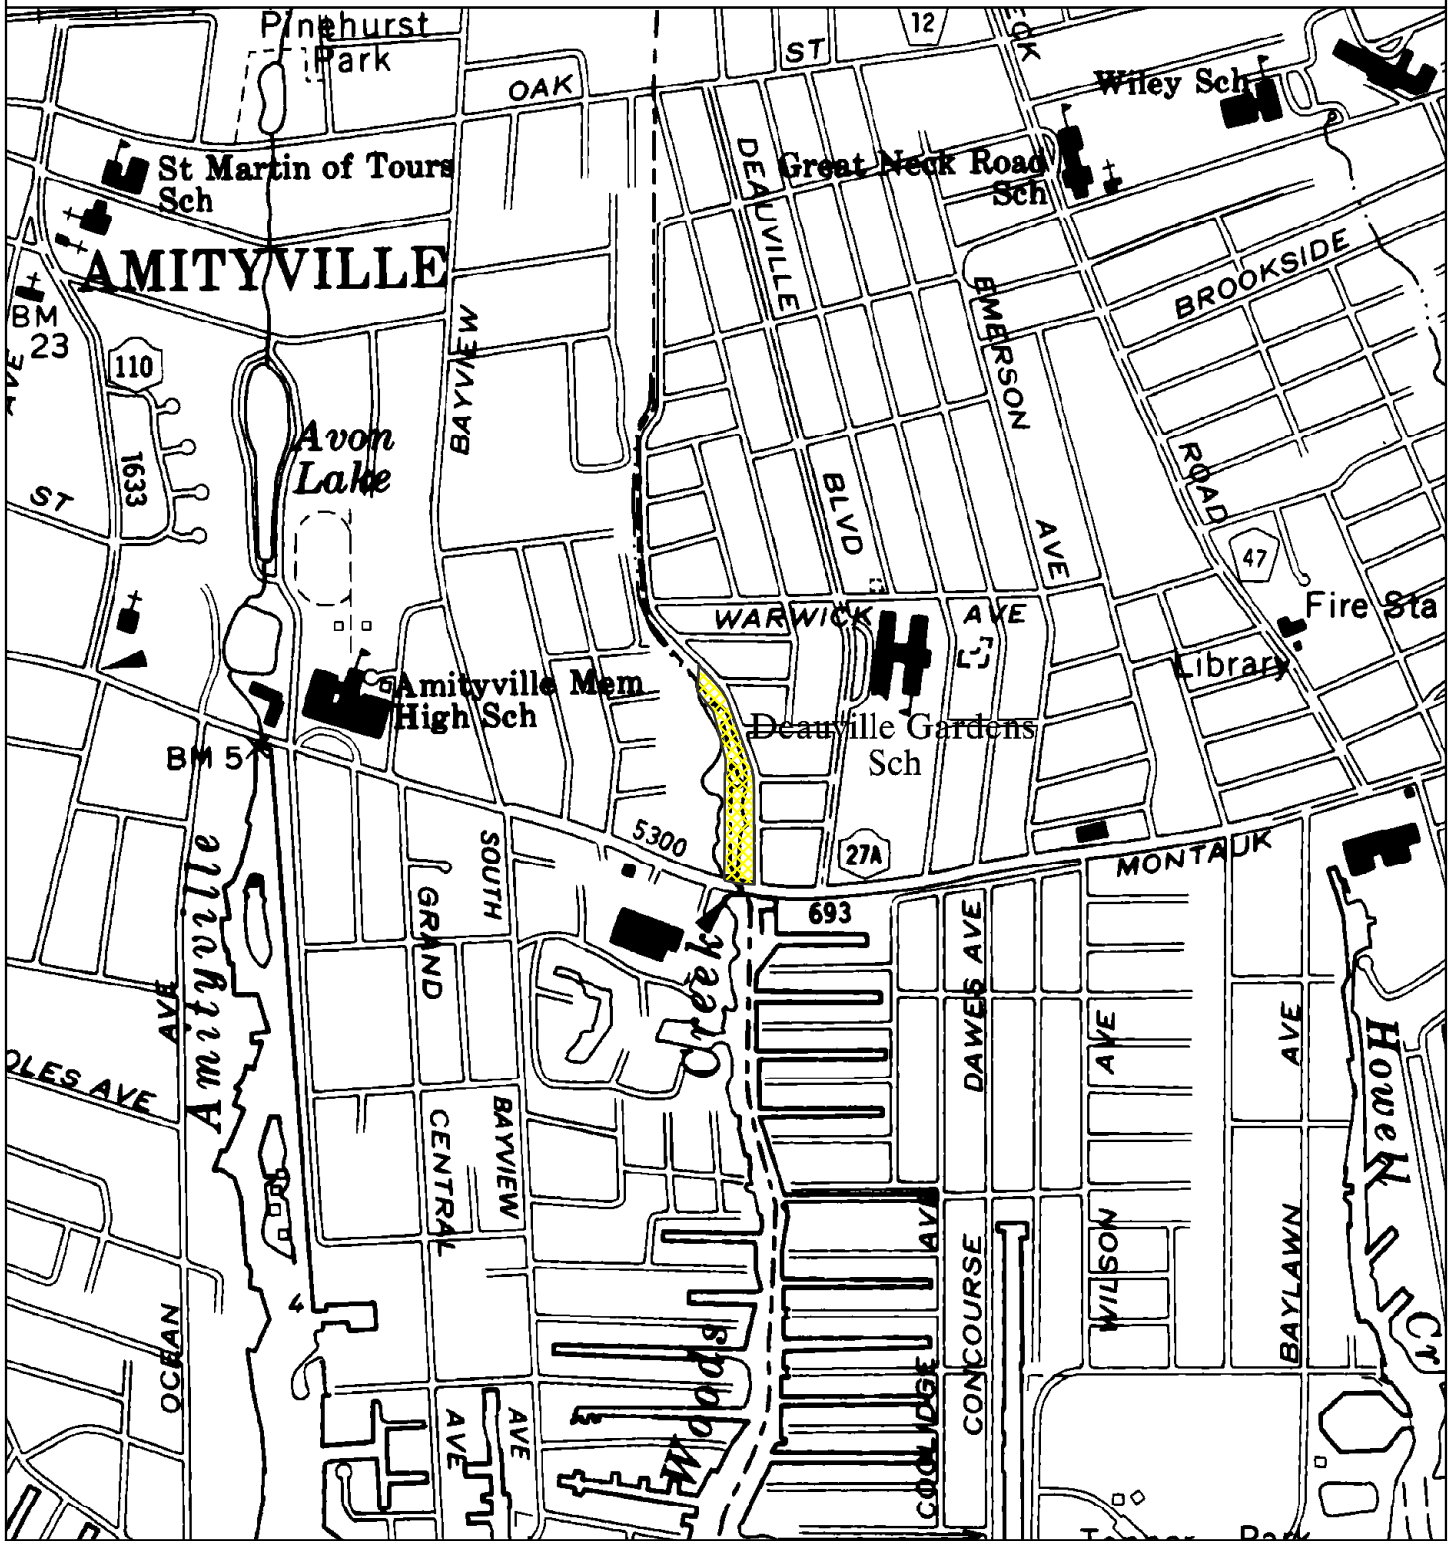 Pinehurst
Park
12
ECK
ST
OAK
Wiley Sch
St Martin of Tours
Sch
Great Neck Road
Sch
DEAUVILLE
AMITYVILLE
BROOKSIDE
EMERSON
BM
23
AVE
110
BAYVIEW
Avon
Lake
1633
ST
BLVD
ROAD
AVE
47
WARWICK AVE
Fire Sta
Library
Amityville Mem
High Sch
Deauville Gardens
Sch
BM 5
5300
27A
MONTAUK
SOUTH
GRAND
693
Amityville
AVE
Creek
DAWES AVE
AVE
AVE
Howell
OLES AVE
CENTRAL
BAYVIEW
AVE
CONCOURSE
WILSON
BAYLAWN
4
OCEAN
Woods
COOLIDGE
Cr
AVE
AVE
Tanner Park